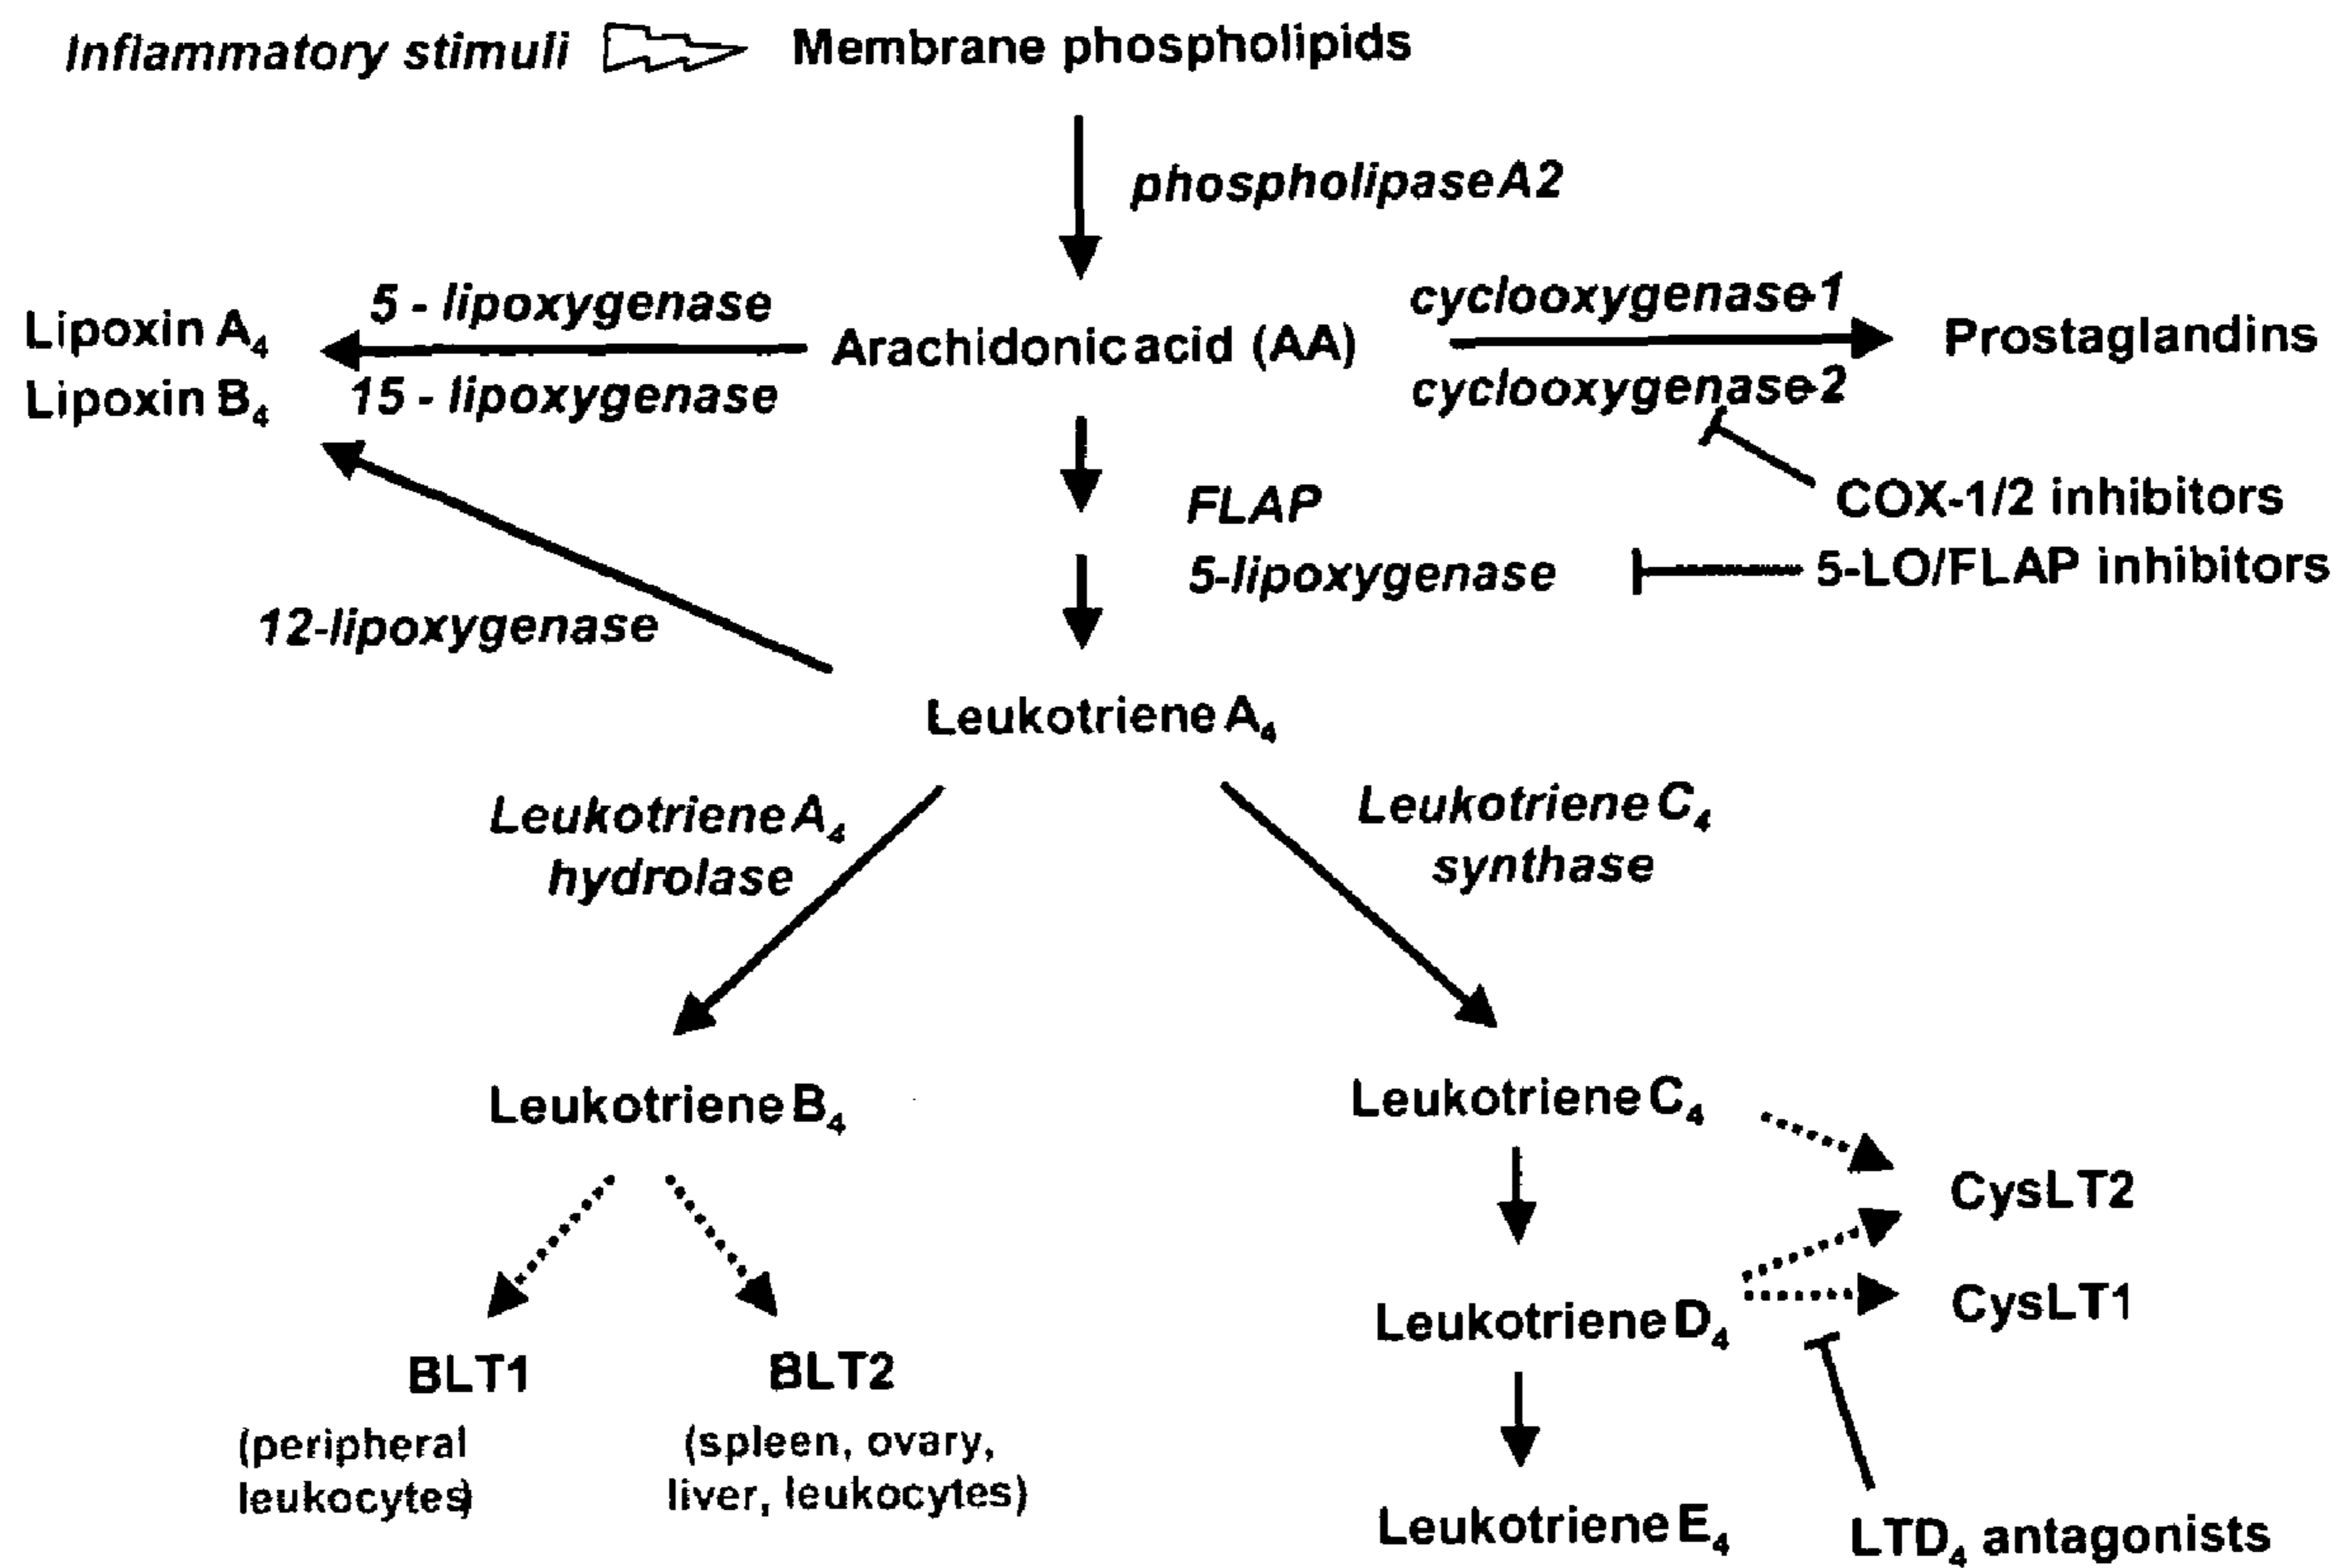 Inflammatory stimuli
Membrane phospholipids
phospholipaseA2
Lipoxin A4
Lipoxin B4
5 - lipoxygenase
15 - lipoxygenase
Arachidonic acid (AA)
cyclooxygenase-1
cyclooxygenase-2
Prostaglandins
COX-1/2 inhibitors
FLAP
5-lipoxygenase
5-LO/FLAP inhibitors
12-lipoxygenase
Leukotriene A4
Leukotriene A4
hydrolase
Leukotriene C4
synthase
Leukotriene B4
Leukotriene C4
CysLT2
CysLT1
Leukotriene D4
BLT1
(peripheral
leukocytes)
BLT2
(spleen, ovary,
liver, leukocytes)
Leukotriene E4
LTD4 antagonists